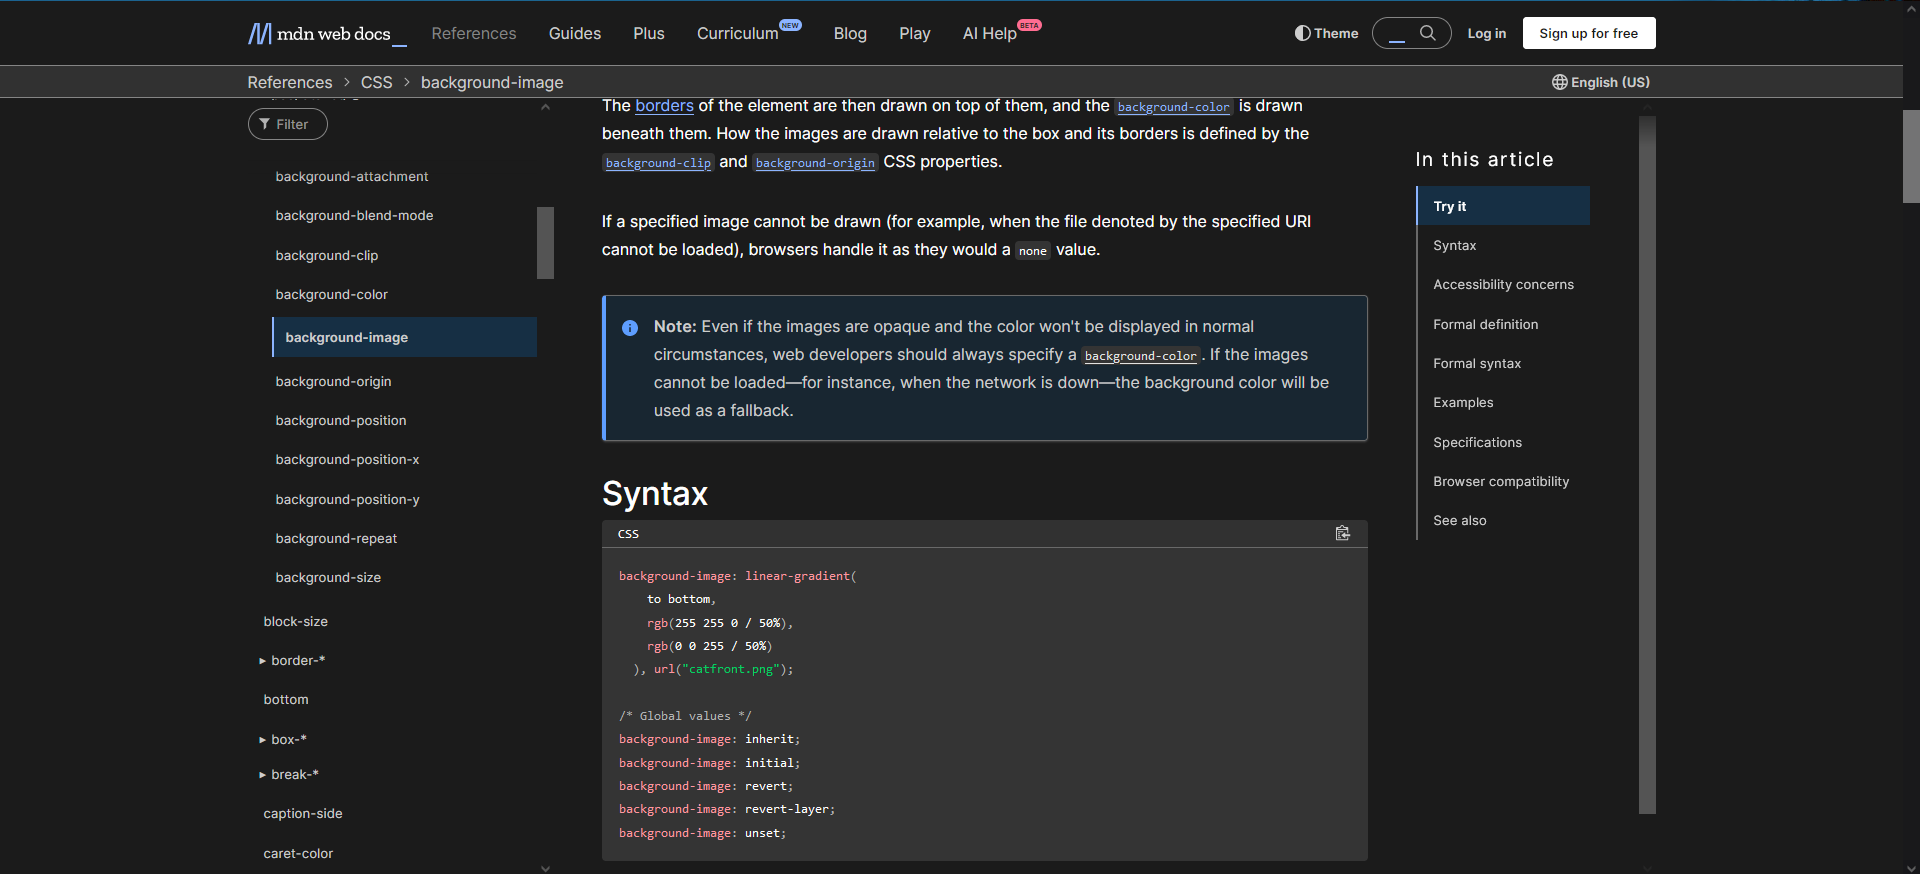 mdn web docs_
References
Guides
Plus
Curriculum NEW
Blog
Play
AI Help BETA
Theme
Log in
Sign up for free
References > CSS > background-image
English (US)
Filter
background-attachment
background-blend-mode
background-clip
background-color
background-image
background-origin
background-position
background-position-x
background-position-y
background-repeat
background-size
block-size
▸ border-*
bottom
▸ box-*
▸ break-*
caption-side
caret-color
The borders of the element are then drawn on top of them, and the background-color is drawn
beneath them. How the images are drawn relative to the box and its borders is defined by the
background-clip and background-origin CSS properties.
If a specified image cannot be drawn (for example, when the file denoted by the specified URI
cannot be loaded), browsers handle it as they would a none value.
Note: Even if the images are opaque and the color won't be displayed in normal
circumstances, web developers should always specify a background-color. If the images
cannot be loaded—for instance, when the network is down—the background color will be
used as a fallback.
Syntax
CSS
background-image: linear-gradient(
to bottom,
rgb(255 255 0 / 50%),
rgb(0 0 255 / 50%)
), url("catfront.png");
/* Global values */
background-image: inherit;
background-image: initial;
background-image: revert;
background-image: revert-layer;
background-image: unset;
In this article
Try it
Syntax
Accessibility concerns
Formal definition
Formal syntax
Examples
Specifications
Browser compatibility
See also